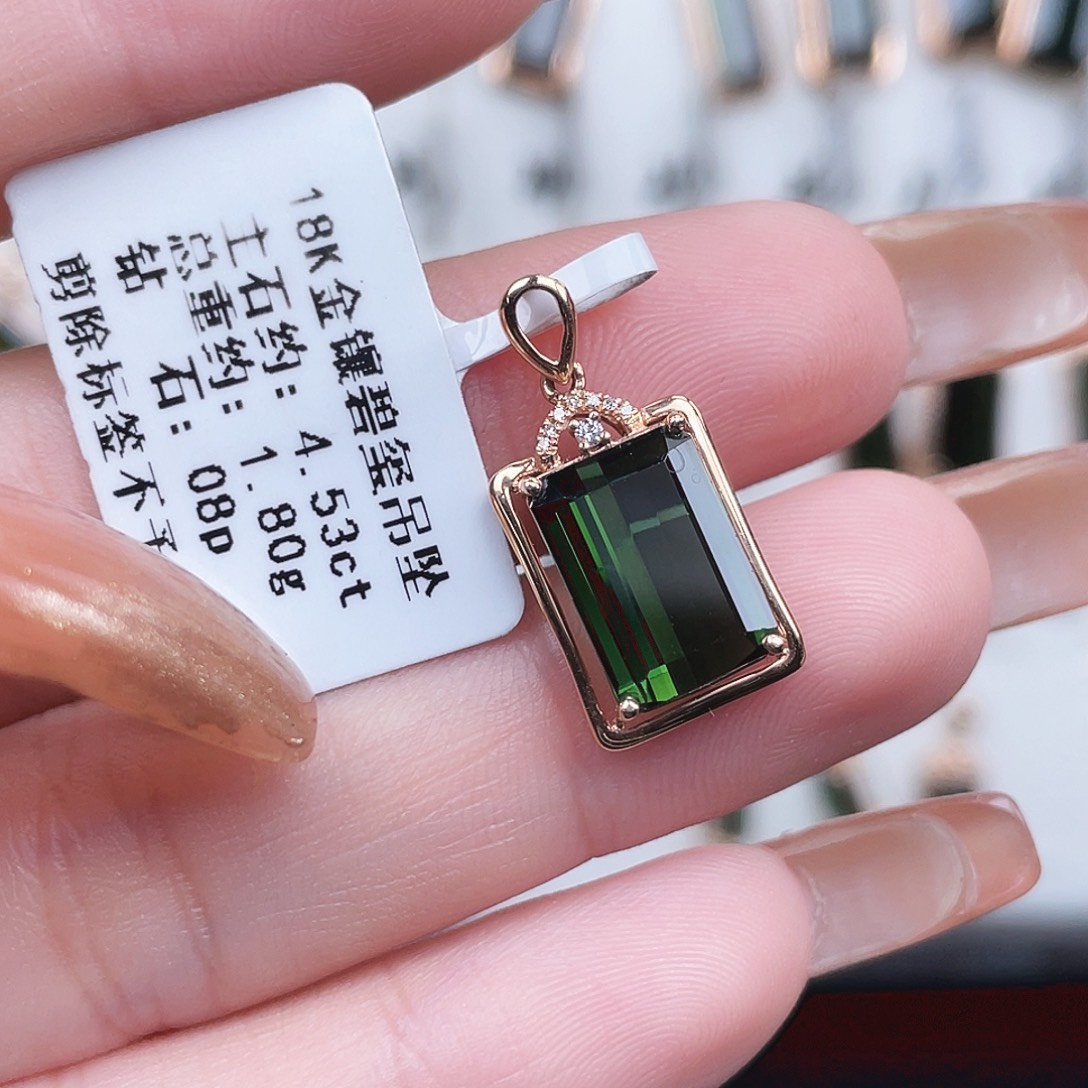 18K金镶碧玺吊坠
主石约: 4.53ct
总重约: 1.80g
钻 石: 08p
剪除标签不予